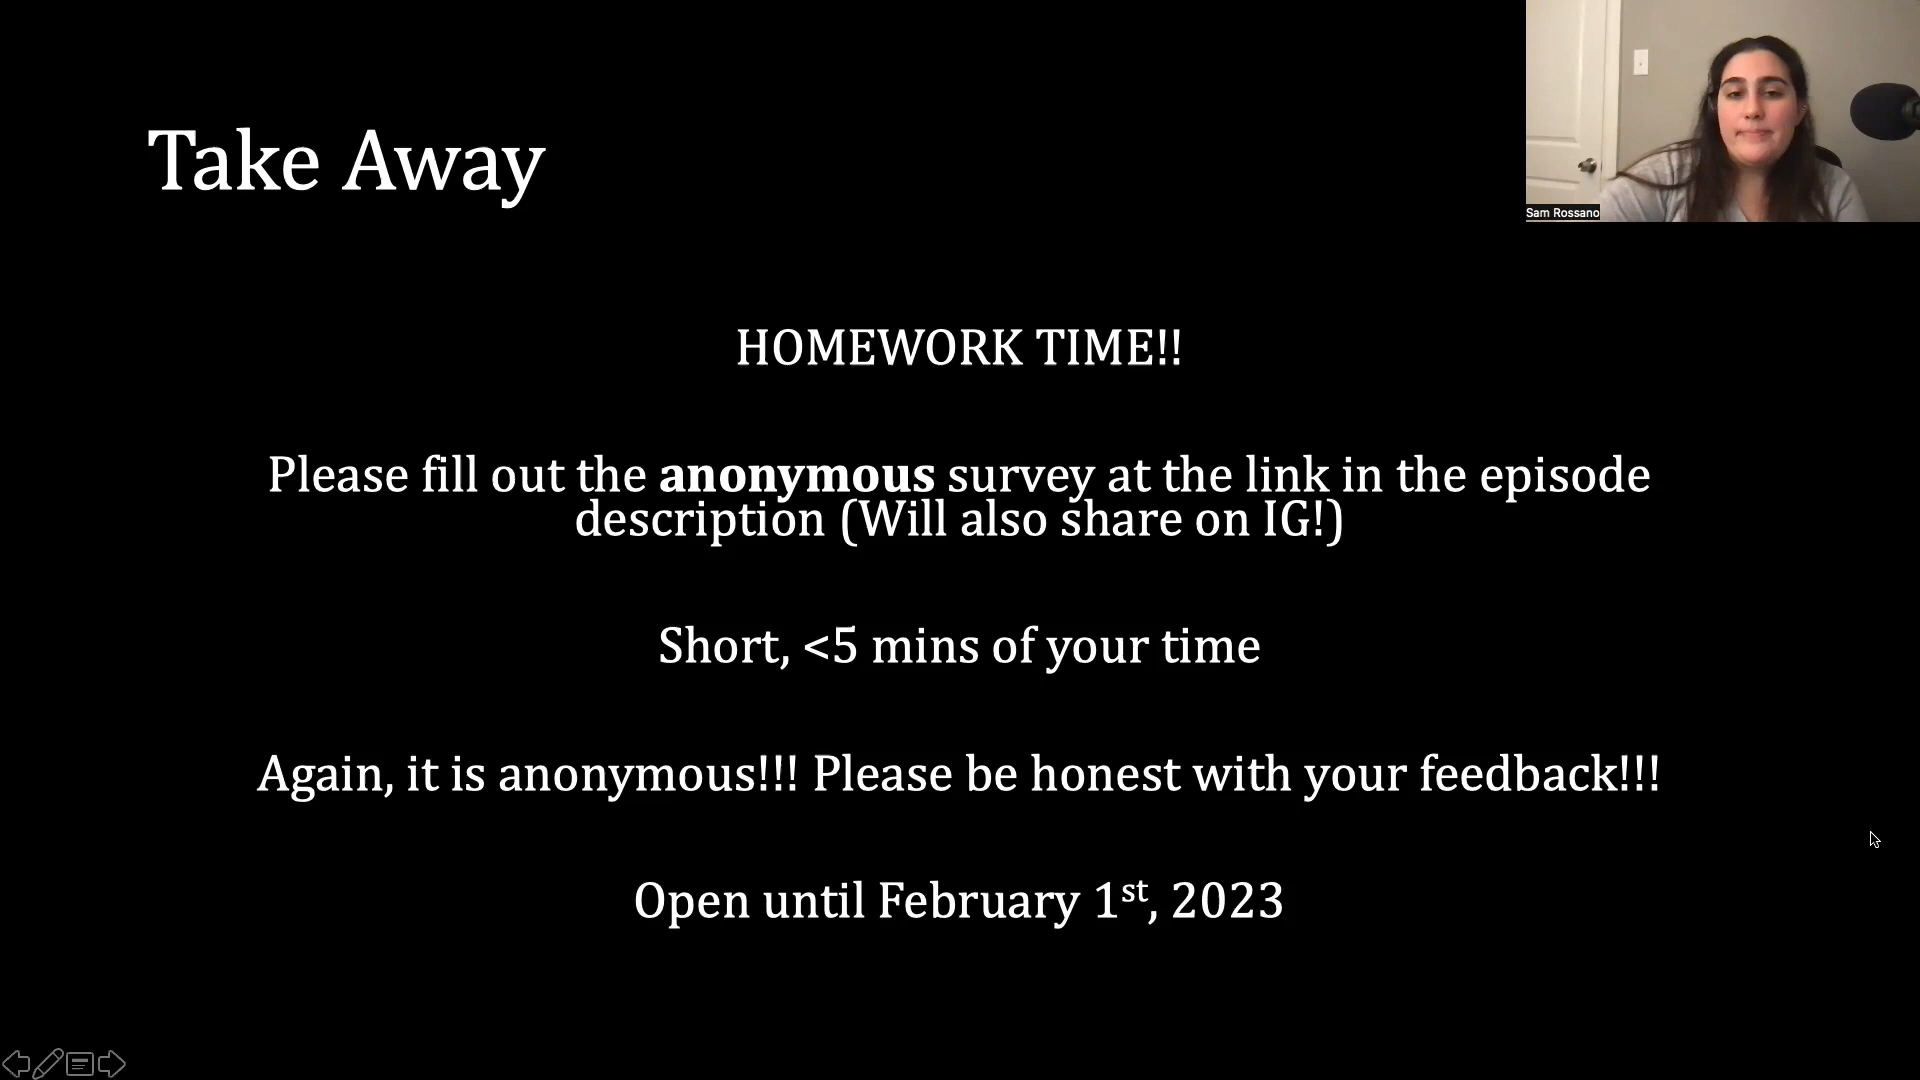 Take Away
Sam Rossano
HOMEWORK TIME!!
Please fill out the anonymous survey at the link in the episode
description (Will also share on IG!)
Short, <5 mins of your time
Again, it is anonymous!!! Please be honest with your feedback!!!
Open until February 1st, 2023